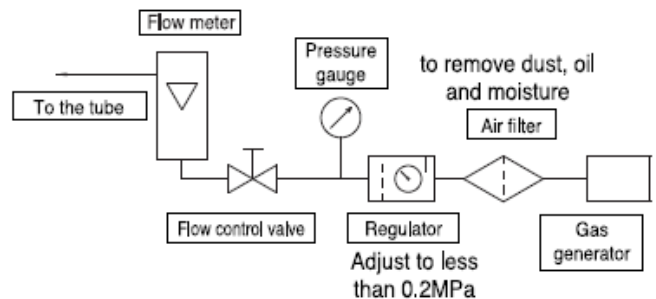 Flow meter
Pressure
gauge
to remove dust, oil
and moisture
To the tube
Air filter
Flow control valve
Regulator
Gas
generator
Adjust to less
than 0.2MPa